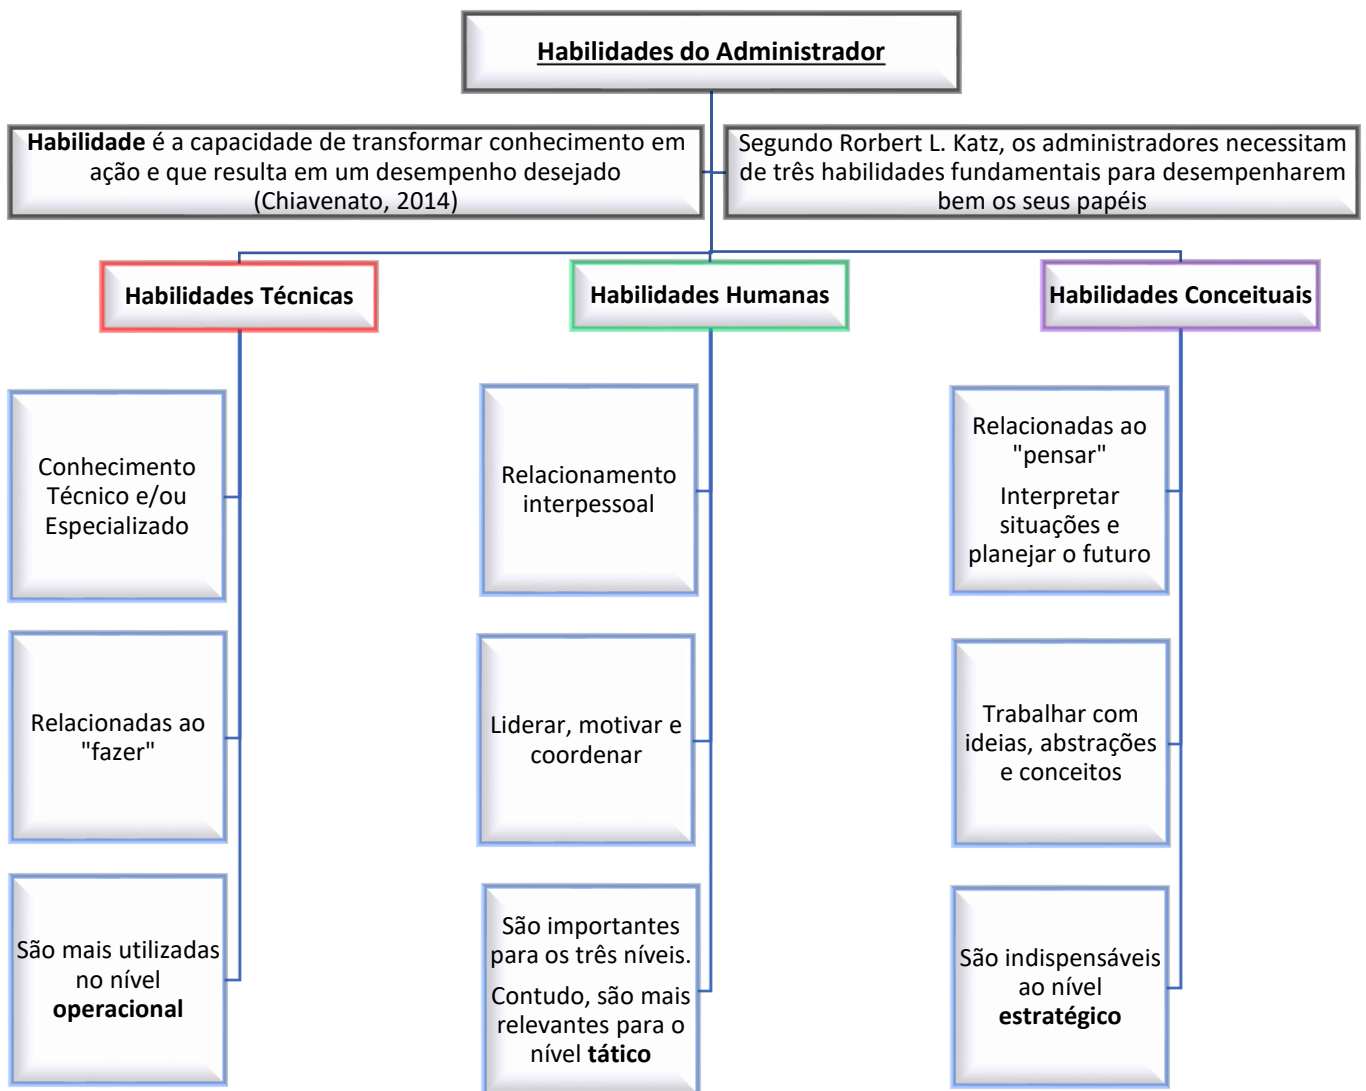 Habilidades do Administrador
Habilidade é a capacidade de transformar conhecimento em
ação e que resulta em um desempenho desejado
(Chiavenato, 2014)
Segundo Rorbert L. Katz, os administradores necessitam
de três habilidades fundamentais para desempenharem
bem os seus papéis
Habilidades Técnicas
Conhecimento
Técnico e/ou
Especializado
Relacionadas ao
"fazer"
São mais utilizadas
no nível
operacional
Habilidades Humanas
Relacionamento
interpessoal
Liderar, motivar e
coordenar
São importantes
para os três níveis.
Contudo, são mais
relevantes para o
nível tático
Habilidades Conceituais
Relacionadas ao
"pensar"
Interpretar
situações e
planejar o futuro
Trabalhar com
ideias, abstrações
e conceitos
São indispensáveis
ao nível
estratégico